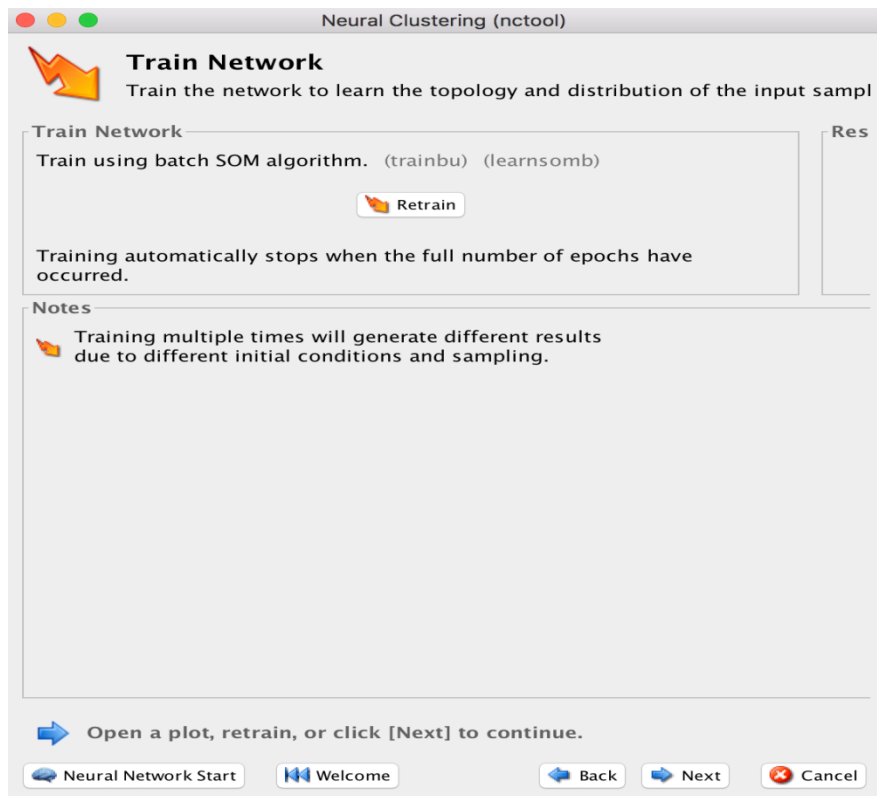 Neural Clustering (nctool)
Train Network
Train the network to learn the topology and distribution of the input sampl
Train Network
Train using batch SOM algorithm. (trainbu) (learnsomb)
Retrain
Training automatically stops when the full number of epochs have
occurred.
Res
Notes
Training multiple times will generate different results
due to different initial conditions and sampling.
Open a plot, retrain, or click [Next] to continue.
Neural Network Start Welcome Back Next Cancel